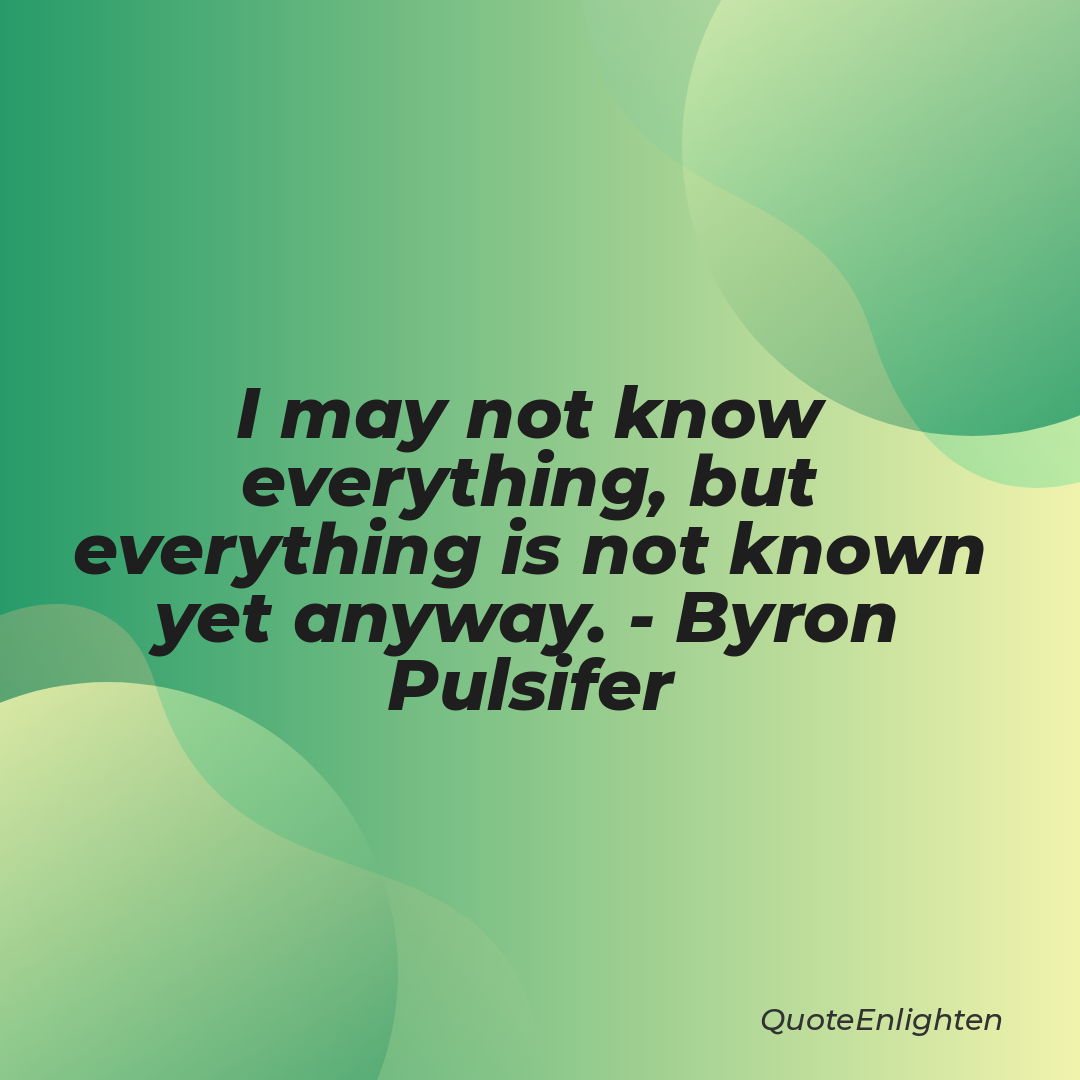 I may not know
everything, but
everything is not known
yet anyway. - Byron
Pulsifer
QuoteEnlighten